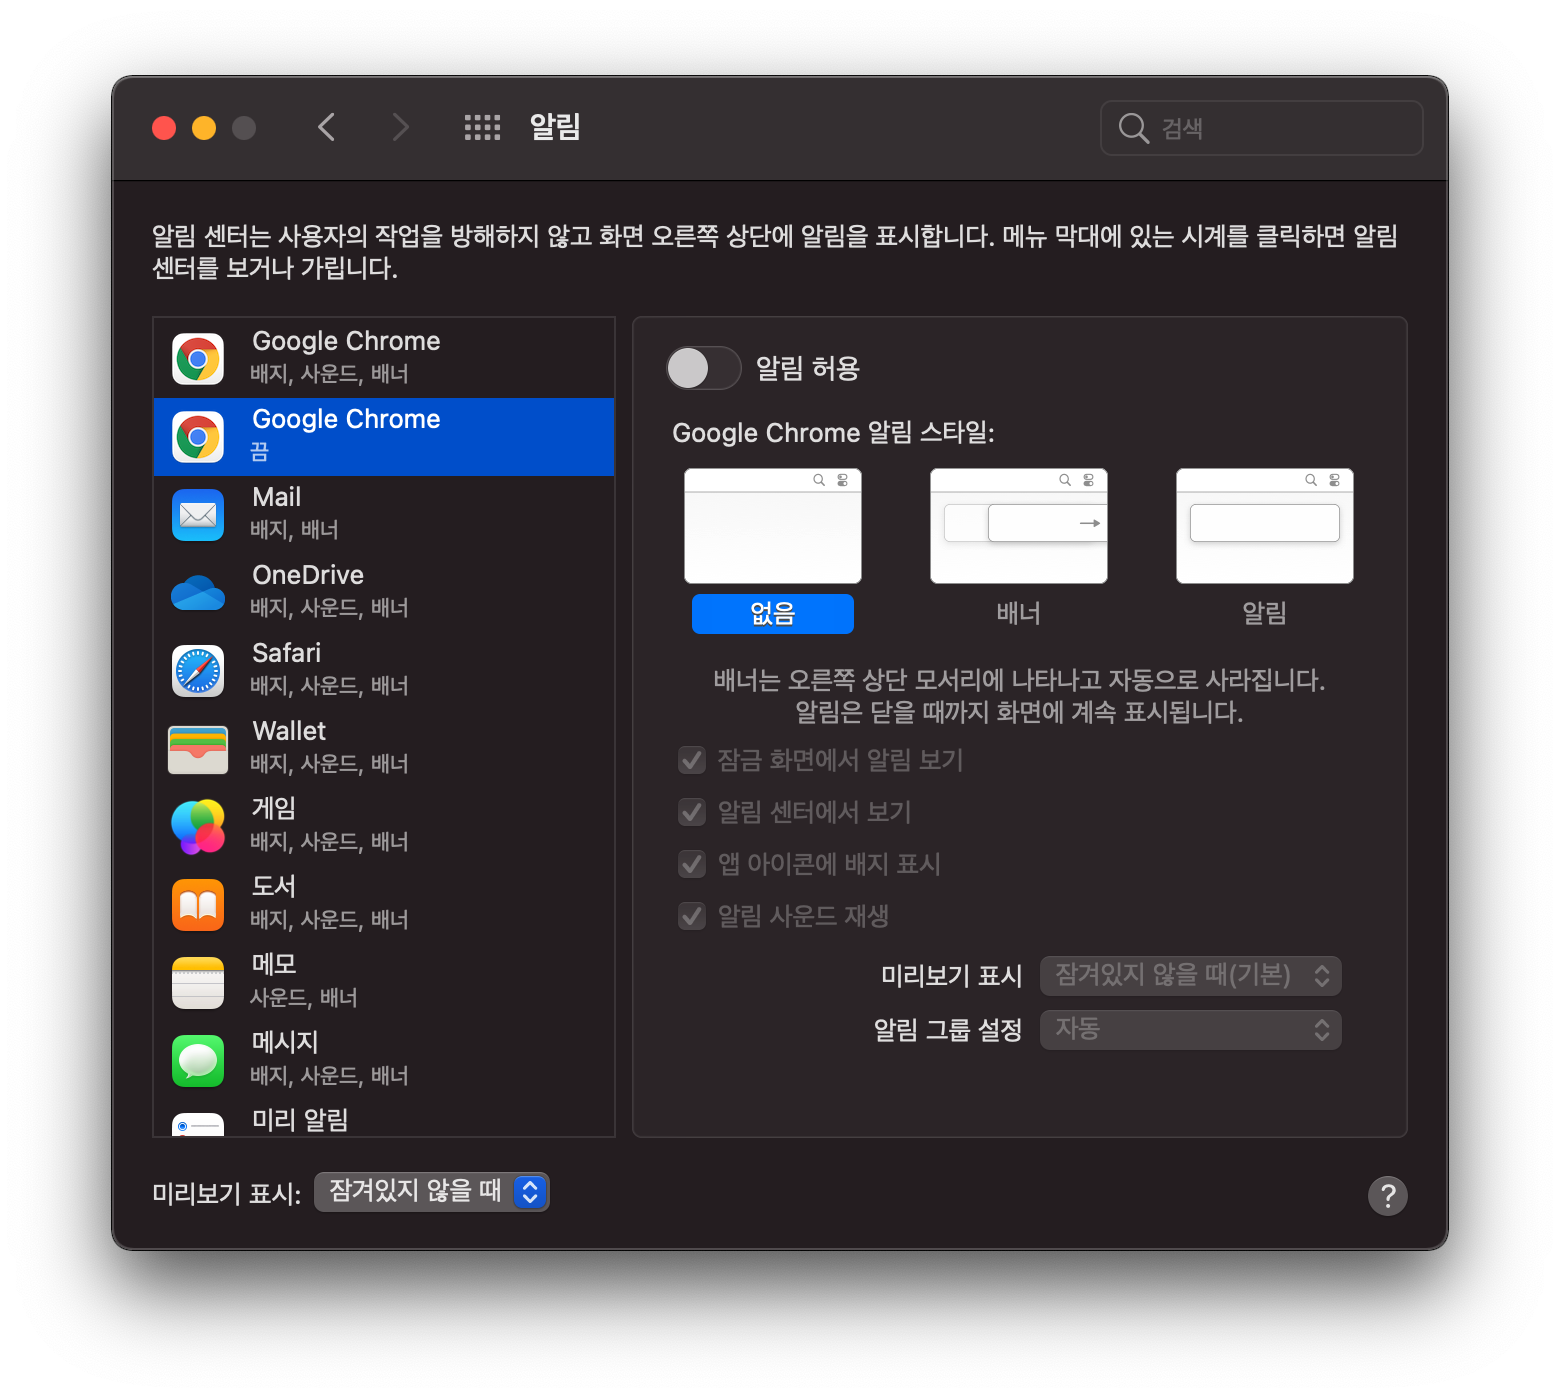 알림
검색
알림 센터는 사용자의 작업을 방해하지 않고 화면 오른쪽 상단에 알림을 표시합니다. 메뉴 막대에 있는 시계를 클릭하면 알림
센터를 보거나 가립니다.
Google Chrome
배지, 사운드, 배너
Google Chrome
끔
Mail
배지, 배너
OneDrive
배지, 사운드, 배너
Safari
배지, 사운드, 배너
Wallet
배지, 사운드, 배너
게임
배지, 사운드, 배너
도서
배지, 사운드, 배너
메모
사운드, 배너
메시지
배지, 사운드, 배너
미리 알림
알림 허용
Google Chrome 알림 스타일:
없음
배너
알림
배너는 오른쪽 상단 모서리에 나타나고 자동으로 사라집니다.
알림은 닫을 때까지 화면에 계속 표시됩니다.
잠금 화면에서 알림 보기
알림 센터에서 보기
앱 아이콘에 배지 표시
알림 사운드 재생
미리보기 표시 잠겨있지 않을 때(기본)
알림 그룹 설정 자동
미리보기 표시: 잠겨있지 않을 때
?